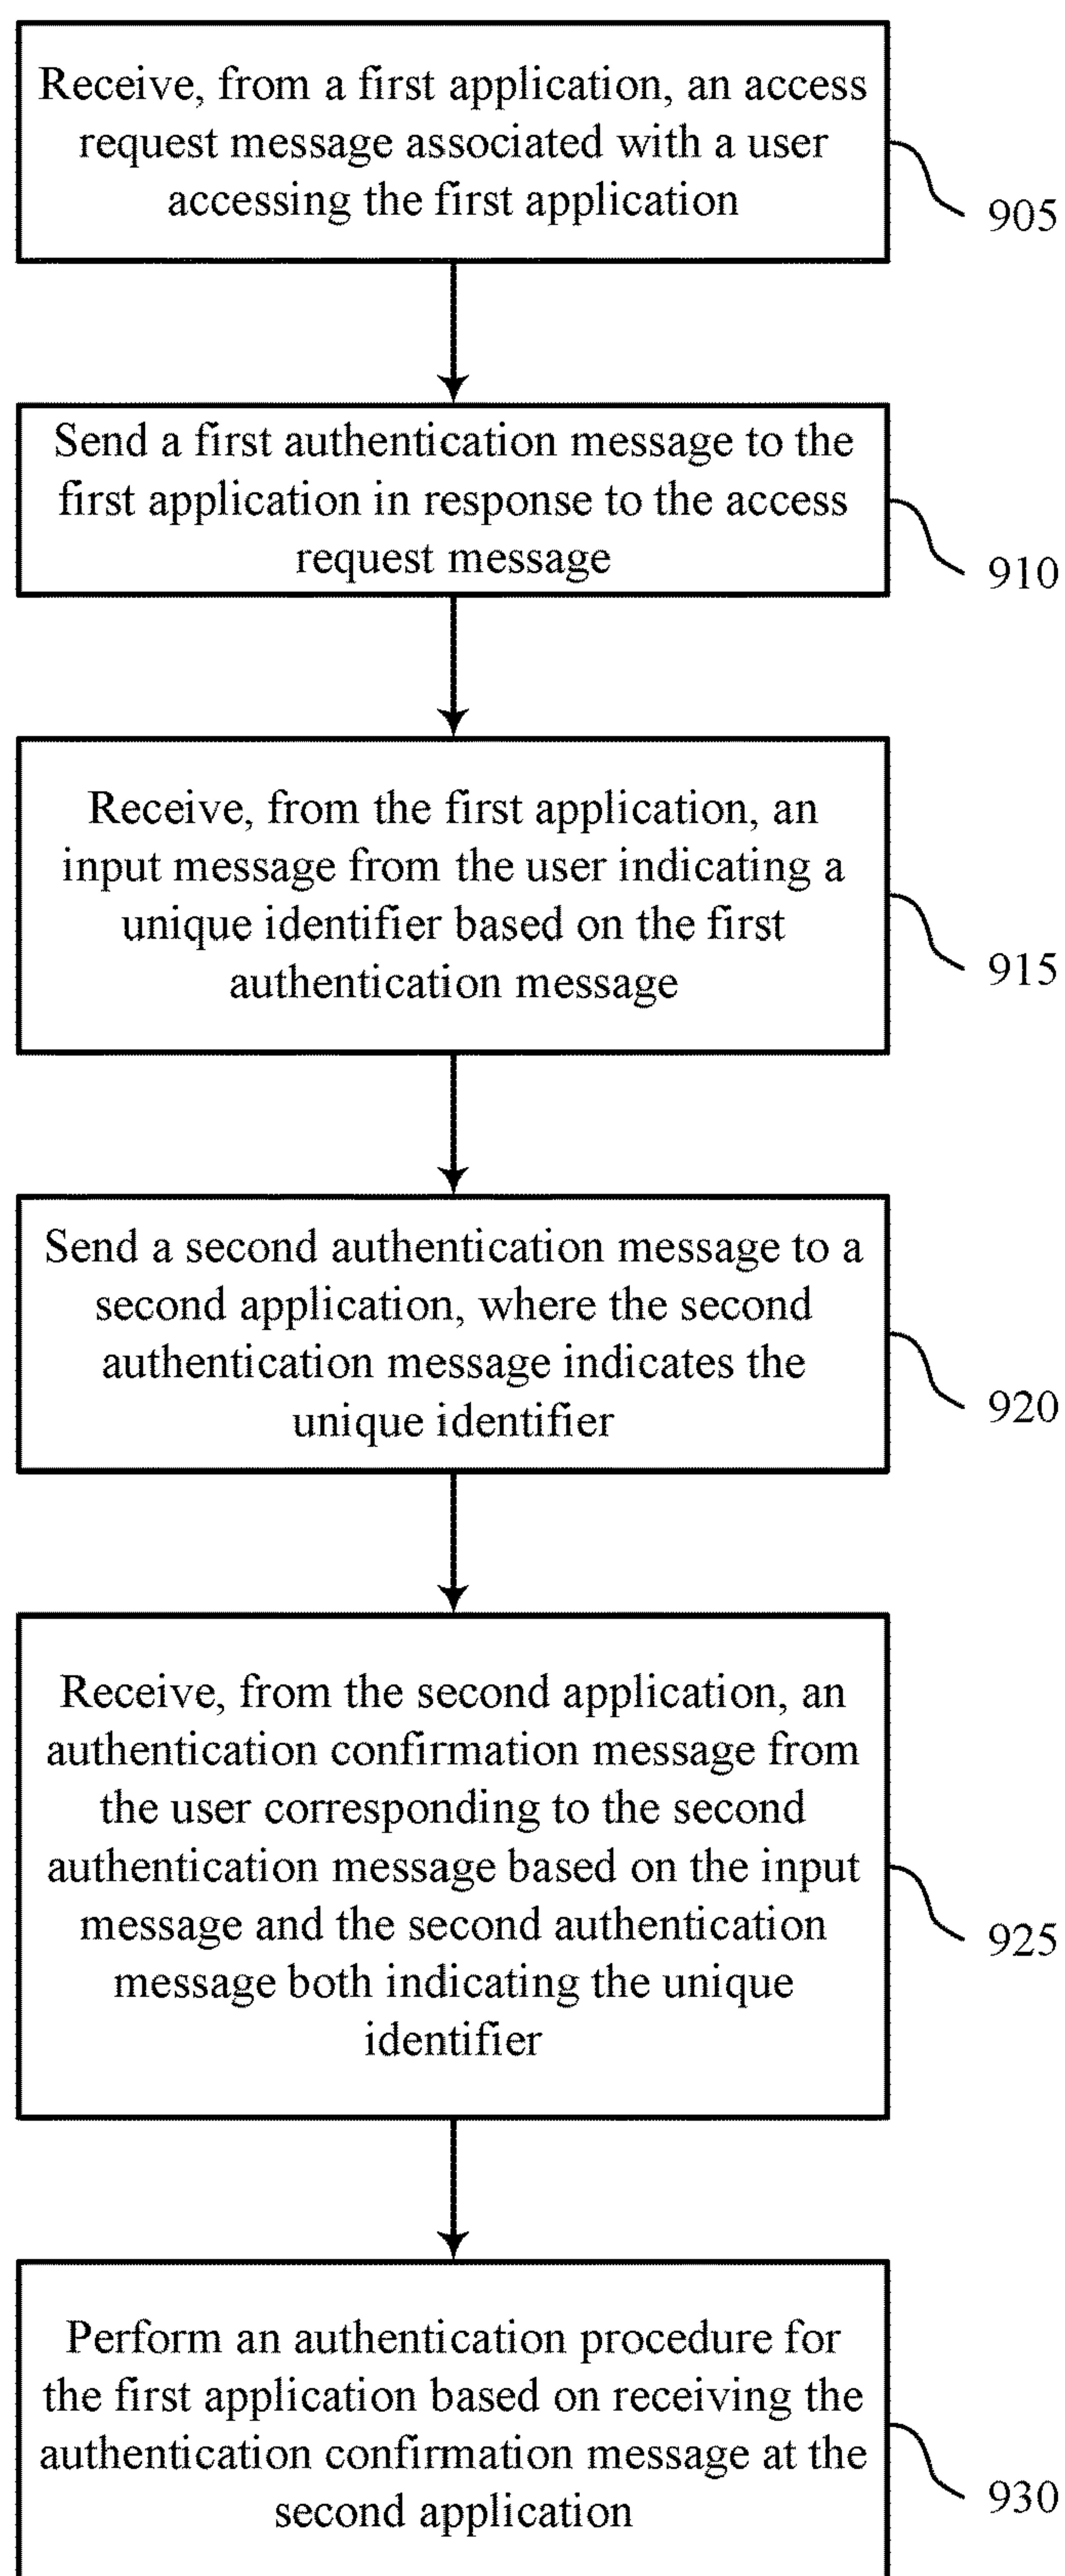 Receive, from a first application, an access
request message associated with a user
accessing the first application
905
Send a first authentication message to the
first application in response to the access
request message
910
Receive, from the first application, an
input message from the user indicating a
unique identifier based on the first
authentication message
915
Send a second authentication message to a
second application, where the second
authentication message indicates the
unique identifier
920
Receive, from the second application, an
authentication confirmation message from
the user corresponding to the second
authentication message based on the input
message and the second authentication
message both indicating the unique
identifier
925
Perform an authentication procedure for
the first application based on receiving the
authentication confirmation message at the
second application
930